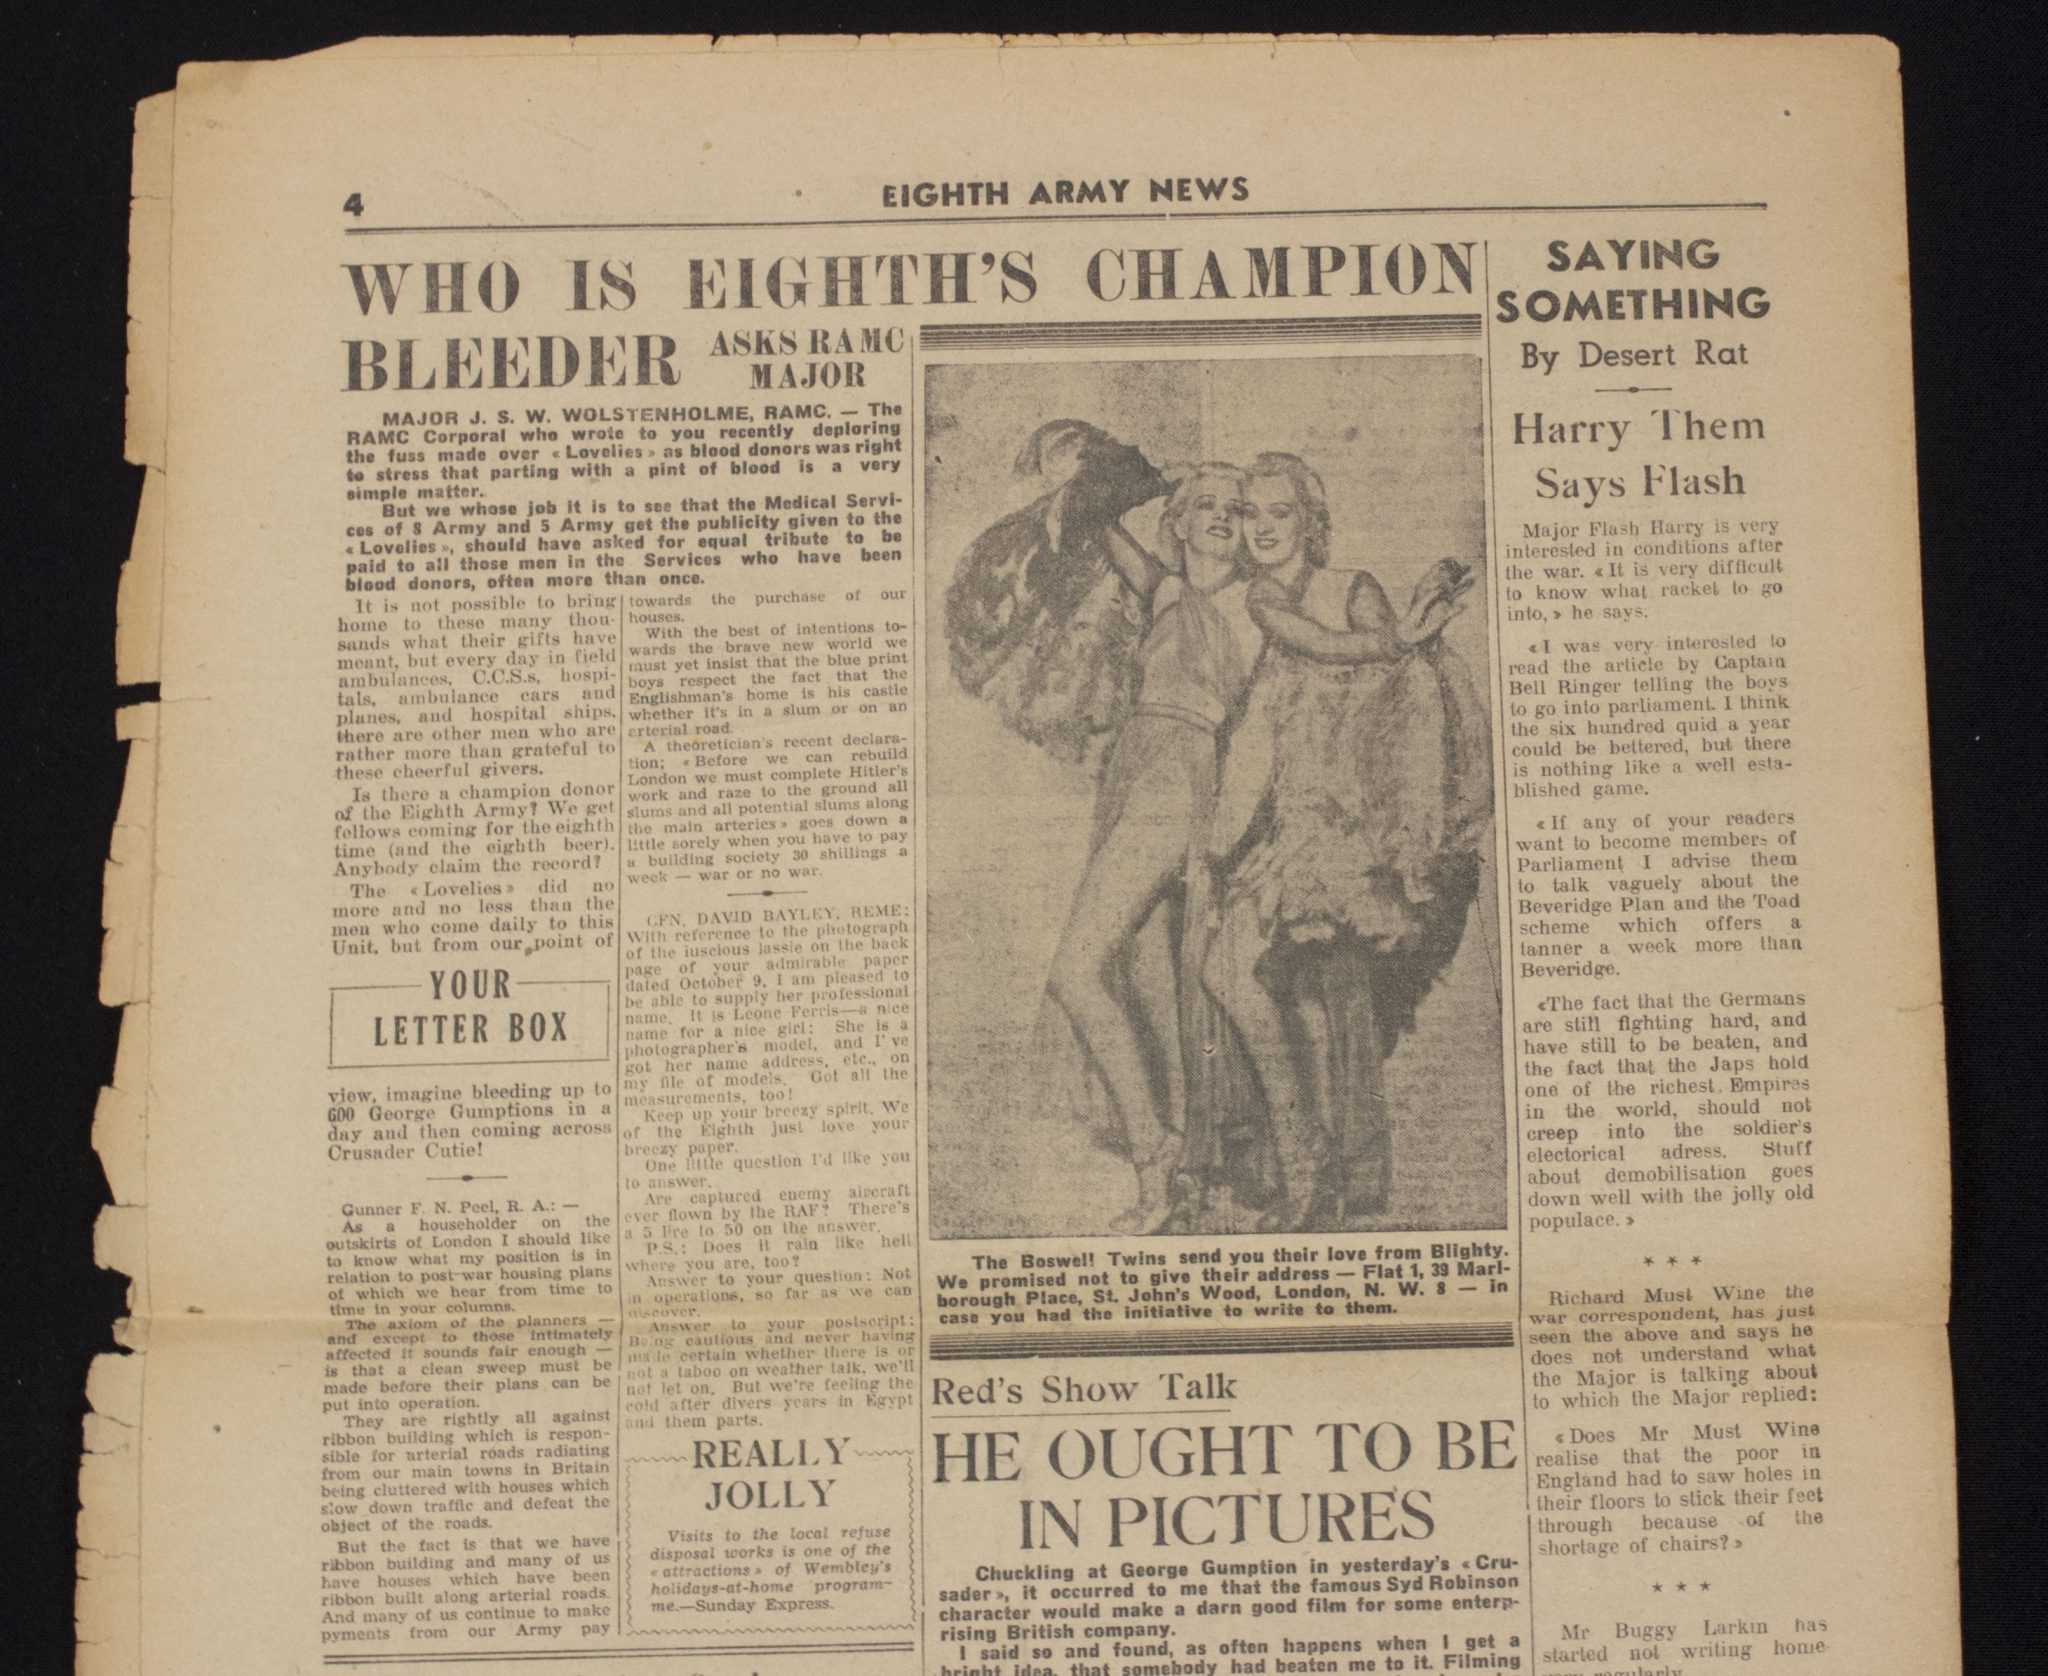 4
EIGHTH ARMY NEWS
WHO IS EIGHTH'S CHAMPION
BLEEDER
ASKS RAMC
MAJOR
MAJOR J. S. W. WOLSTENHOLME, RAMC. — The
RAMC Corporal who wrote to you recently deploring
the fuss made over « Lovelies » as blood donors was right
to stress that parting with a pint of blood is a very
simple matter.
But we whose job it is to see that the Medical Servi-
ces of 8 Army and 5 Army get the publicity given to the
« Lovelies », should have asked for equal tribute to be
paid to all those men in the Services who have been
blood donors, often more than once.
It is not possible to bring
home to these many thou-
sands what their gifts have
meant, but every day in field
ambulances, C.C.S.s, hospi-
tals, ambulance cars and
planes, and hospital ships,
there are other men who are
rather more than grateful to
these cheerful givers.
Is there a champion donor
of the Eighth Army? We get
fellows coming for the eighth
time (and the eighth beer).
Anybody claim the record?
The « Lovelies » did no
more and no less than the
men who come daily to this
Unit, but from our point of
YOUR
LETTER BOX
view, imagine bleeding up to
600 George Gumptions in a
day and then coming across
Crusader Cutie!
Gunner F. N. Peel, R. A.: —
As a householder on the
outskirts of London I should like
to know what my position is in
relation to post-war housing plans
of which we hear from time to
time in your columns.
The axiom of the planners —
and except to those intimately
affected it sounds fair enough —
is that a clean sweep must be
made before their plans can be
put into operation.
They are rightly all against
ribbon building which is respon-
sible for arterial roads radiating
from our main towns in Britain
being cluttered with houses which
slow down traffic and defeat the
object of the roads.
But the fact is that we have
ribbon building and many of us
have houses which have been
ribbon built along arterial roads.
And many of us continue to make
pyments from our Army pay
towards the purchase of our
houses.
With the best of intentions to-
wards the brave new world we
must yet insist that the blue print
boys respect the fact that the
Englishman's home is his castle
whether it's in a slum or on an
arterial road.
A theoretician's recent declara-
tion; « Before we can rebuild
London we must complete Hitler's
work and raze to the ground all
slums and all potential slums along
the main arteries » goes down a
little sorely when you have to pay
a building society 30 shillings a
week — war or no war.
CFN. DAVID BAYLEY, REME:
With reference to the photograph
of the luscious lassie on the back
page of your admirable paper
dated October 9, I am pleased to
be able to supply her professional
name. It is Leone Ferris—a nice
name for a nice girl: She is a
photographer's model, and I've
got her name address, etc., on
my file of models. Got all the
measurements, too!
Keep up your breezy spirit. We
of the Eighth just love your
breezy paper.
One little question I'd like you
to answer.
Are captured enemy aircraft
ever flown by the RAF? There's
a 5 lire to 50 on the answer.
P.S.: Does it rain like hell
where you are, too?
Answer to your question: Not
in operations, so far as we can
discover.
Answer to your postscript:
Being cautious and never having
made certain whether there is or
not a taboo on weather talk, we'll
not let on. But we're feeling the
cold after divers years in Egypt
and them parts.
REALLY
JOLLY
Visits to the local refuse
disposal works is one of the
« attractions » of Wembley's
holidays-at-home program-
me.—Sunday Express.
The Boswell Twins send you their love from Blighty.
We promised not to give their address — Flat 1, 39 Marl-
borough Place, St. John's Wood, London, N. W. 8 — in
case you had the initiative to write to them.
Red's Show Talk
HE OUGHT TO BE
IN PICTURES
Chuckling at George Gumption in yesterday's « Cru-
sader », it occurred to me that the famous Syd Robinson
character would make a darn good film for some enterp-
rising British company.
I said so and found, as often happens when I get a
bright idea, that somebody had beaten me to it. Filming
SAYING
SOMETHING
By Desert Rat
Harry Them
Says Flash
Major Flash Harry is very
interested in conditions after
the war. « It is very difficult
to know what racket to go
into, » he says.
« I was very interested to
read the article by Captain
Bell Ringer telling the boys
to go into parliament. I think
the six hundred quid a year
could be bettered, but there
is nothing like a well esta-
blished game.
« If any of your readers
want to become members of
Parliament I advise them
to talk vaguely about the
Beveridge Plan and the Toad
scheme which offers a
tanner a week more than
Beveridge.
«The fact that the Germans
are still fighting hard, and
have still to be beaten, and
the fact that the Japs hold
one of the richest Empires
in the world, should not
creep into the soldier's
electorical adress. Stuff
about demobilisation goes
down well with the jolly old
populace. »
* * *
Richard Must Wine the
war correspondent, has just
seen the above and says he
does not understand what
the Major is talking about
to which the Major replied:
« Does Mr Must Wine
realise that the poor in
England had to saw holes in
their floors to stick their feet
through because of the
shortage of chairs? »
* * *
Mr Buggy Larkin has
started not writing home
very regularly